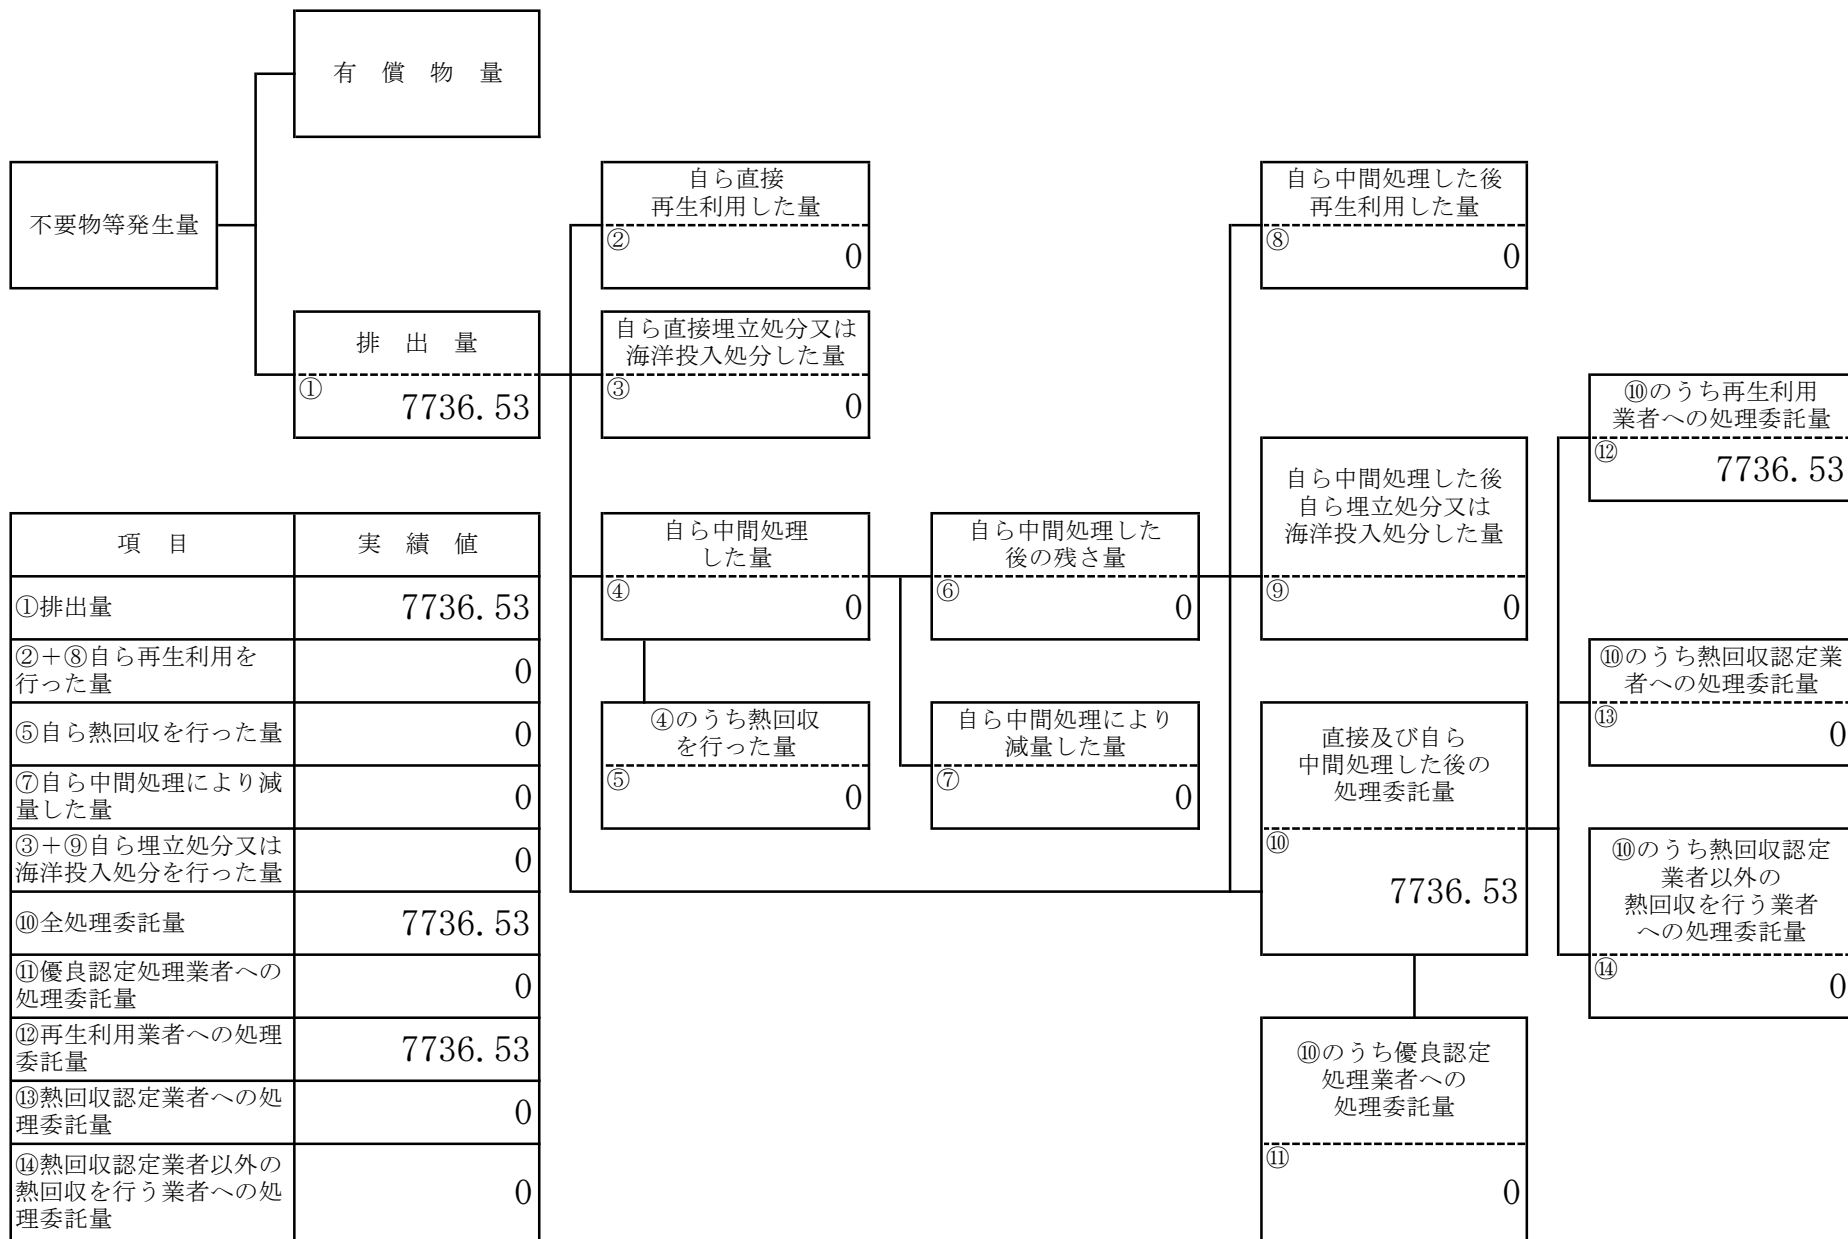 有　償　物　量
不要物等発生量
排　出　量
①
7736.53
自ら直接
再生利用した量
②
0
自ら直接埋立処分又は
海洋投入処分した量
③
0
自ら中間処理
した量
④
0
④のうち熱回収
を行った量
⑤
0
自ら中間処理した
後の残さ量
⑥
0
自ら中間処理により
減量した量
⑦
0
自ら中間処理した後
再生利用した量
⑧
0
自ら中間処理した後
自ら埋立処分又は
海洋投入処分した量
⑨
0
直接及び自ら
中間処理した後の
処理委託量
⑩
7736.53
⑩のうち優良認定
処理業者への
処理委託量
⑪
0
⑩のうち再生利用
業者への処理委託量
⑫
7736.53
⑩のうち熱回収認定業
者への処理委託量
⑬
0
⑩のうち熱回収認定
業者以外の
熱回収を行う業者
への処理委託量
⑭
0
項　目　実　績　値
①排出量 7736.53
②＋⑧自ら再生利用を
行った量
0
⑤自ら熱回収を行った量 0
⑦自ら中間処理により減
量した量
0
③＋⑨自ら埋立処分又は
海洋投入処分を行った量
0
⑩全処理委託量 7736.53
⑪優良認定処理業者への
処理委託量
0
⑫再生利用業者への処理
委託量
7736.53
⑬熱回収認定業者への処
理委託量
0
⑭熱回収認定業者以外の
熱回収を行う業者への処
理委託量
0